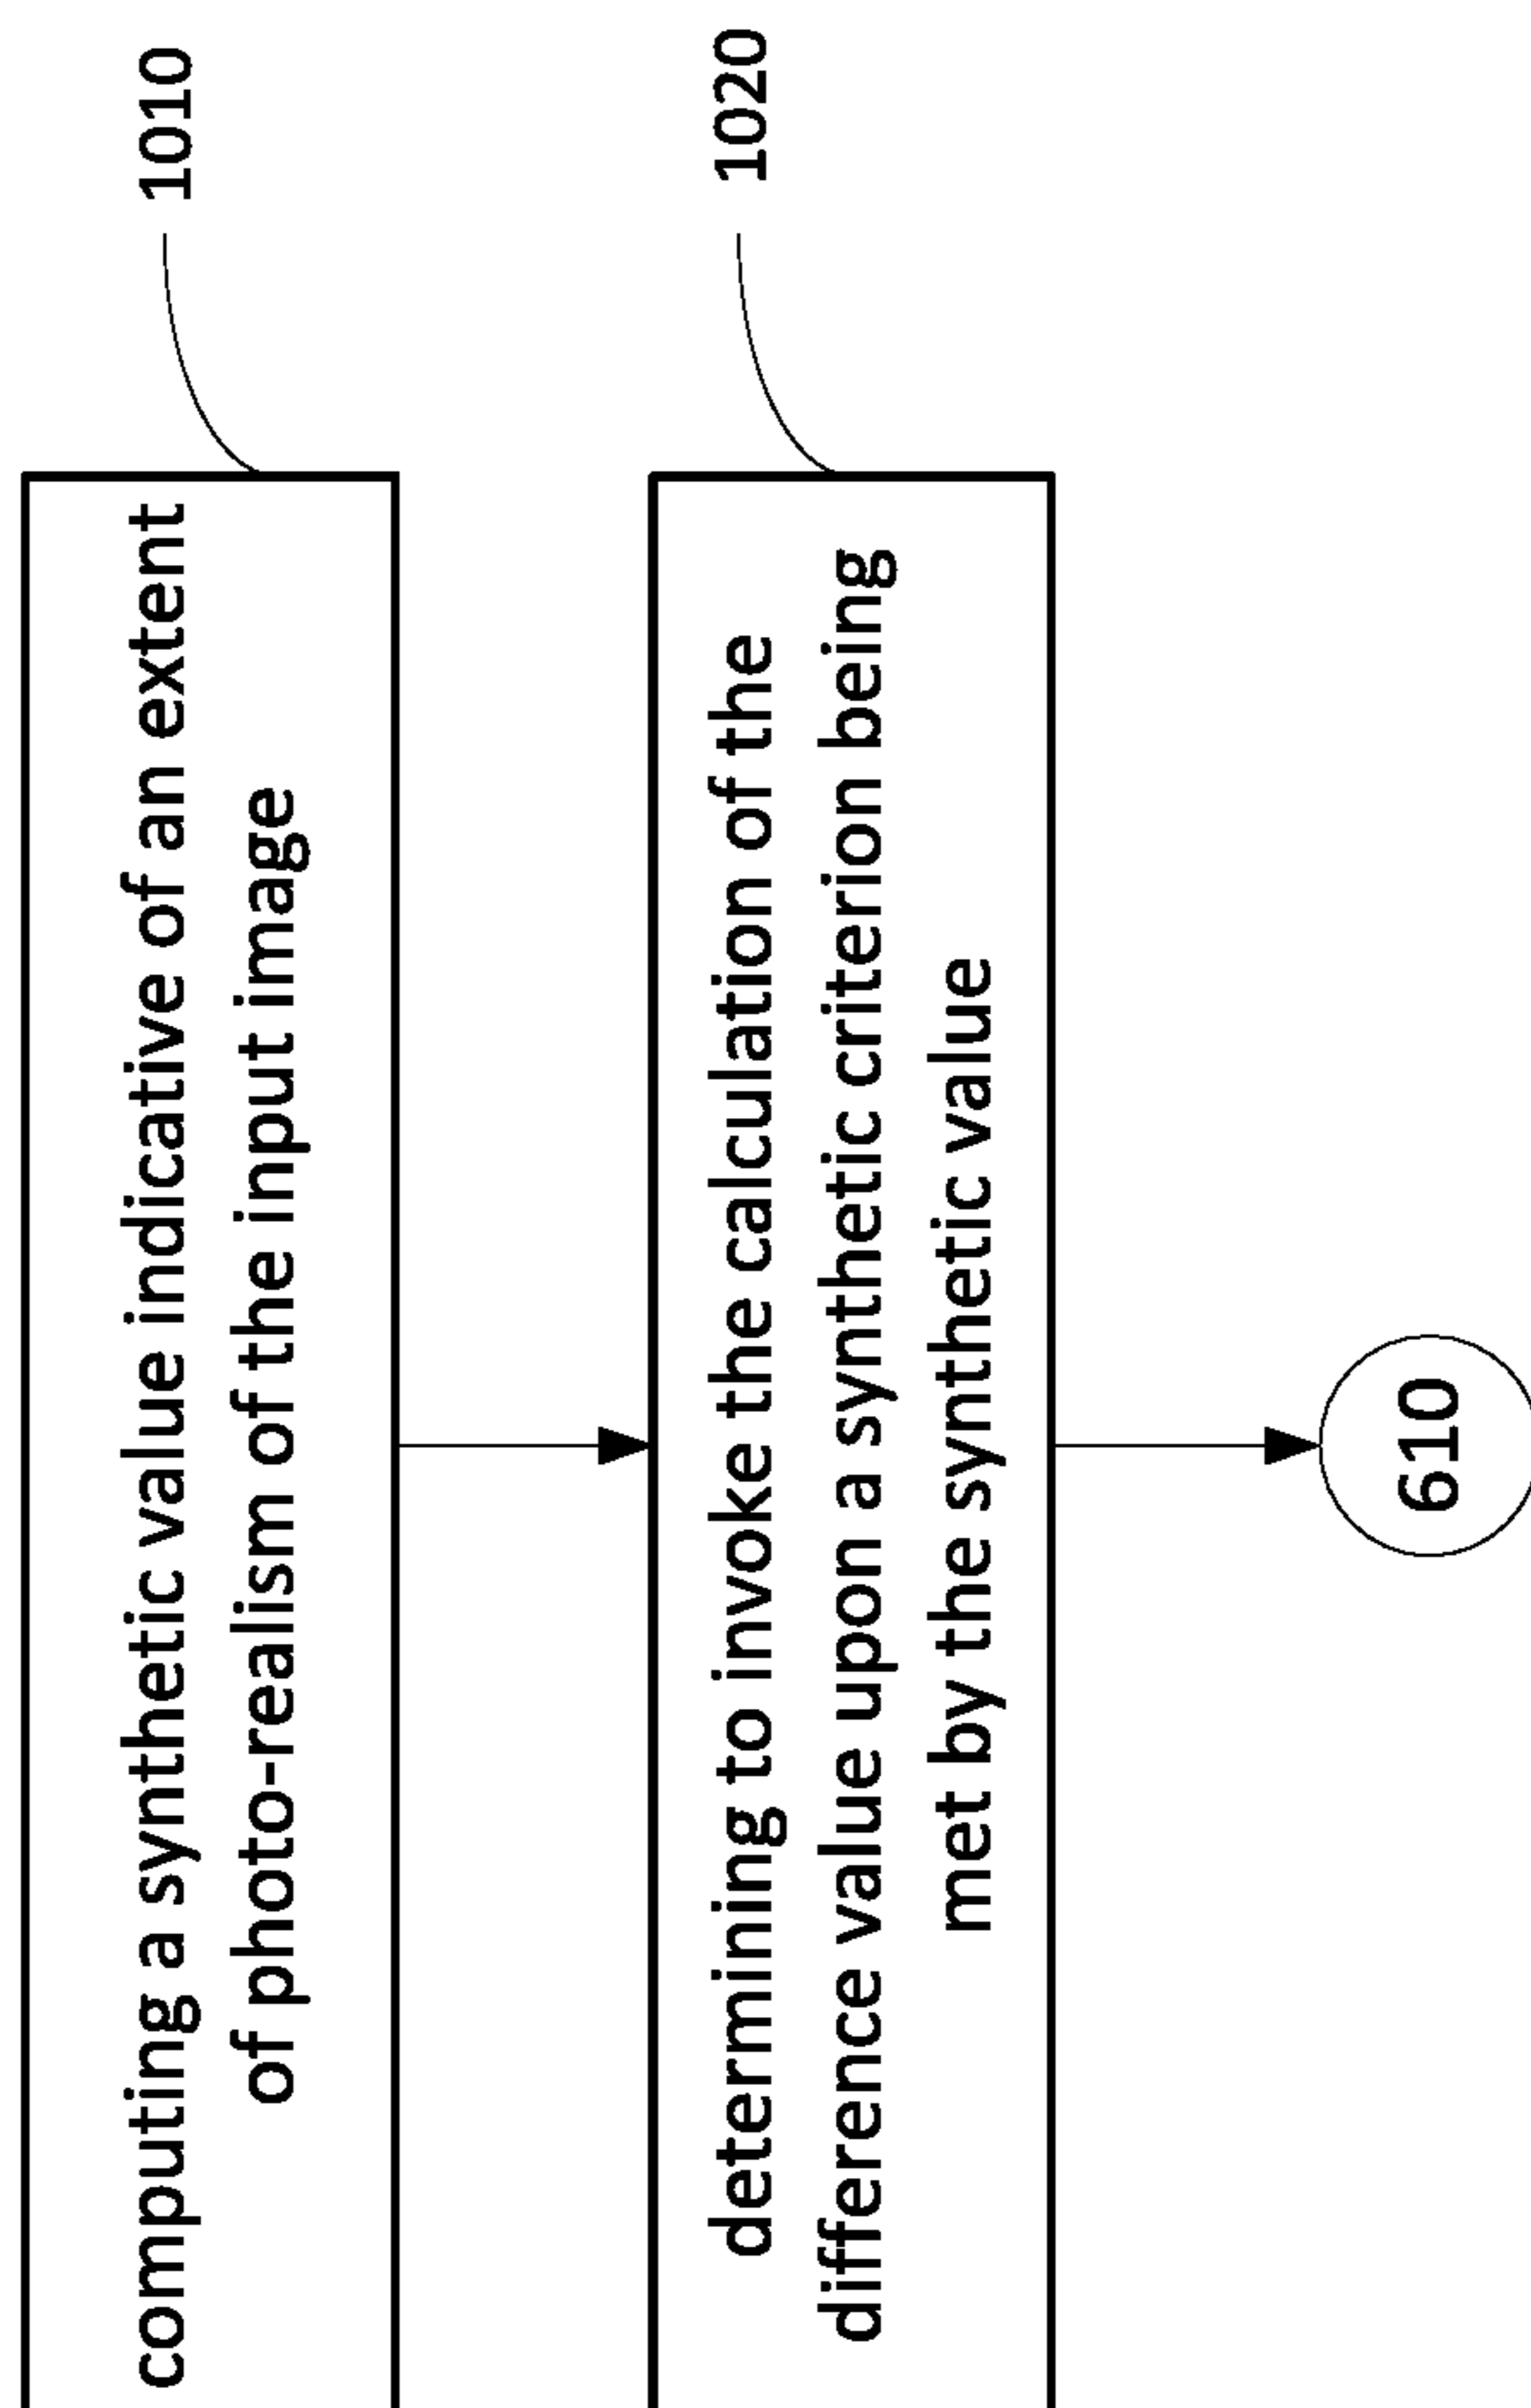 1010
computing a synthetic value indicative of an extent
of photo-realism of the input image
1020
determining to invoke the calculation of the
difference value upon a synthetic criterion being
met by the synthetic value
610